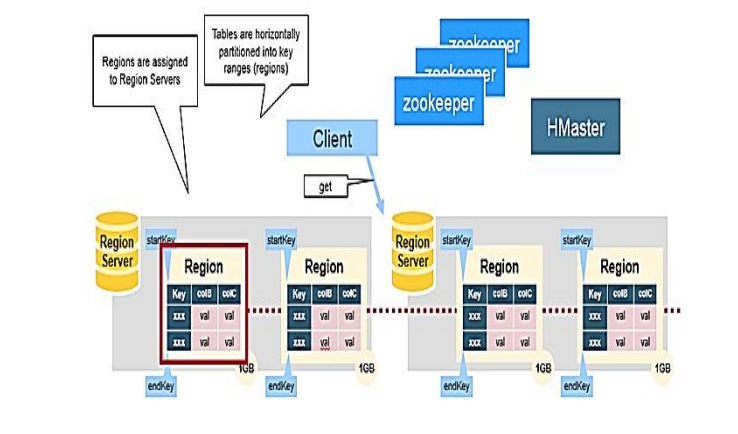 Regions are assigned
to Region Servers
Tables are horizontally
partitioned into key
ranges (regions)
zookeeper
zookeeper
zookeeper
HMaster
Client
get
Region
Server
startKey
Region
Key colB colC
xxx val val
xxx val val
1GB
endKey
startKey
Region
Key colB colC
xxx val val
xxx val val
1GB
endKey
Region
Server
startKey
Region
Key colB colC
xxx val val
xxx val val
1GB
endKey
startKey
Region
Key colB colC
xxx val val
xxx val val
1GB
endKey